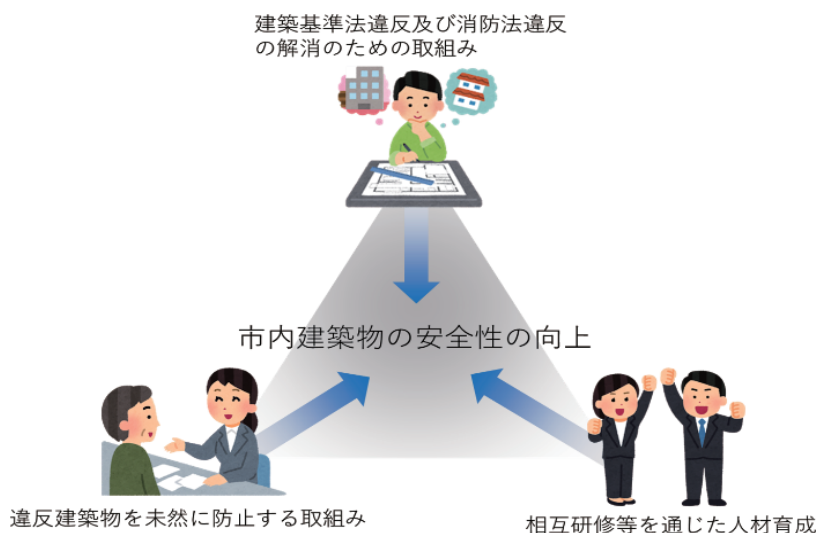 建築基準法違反及び消防法違反
の解消のための取組み
市内建築物の安全性の向上
違反建築物を未然に防止する取組み
相互研修等を通じた人材育成